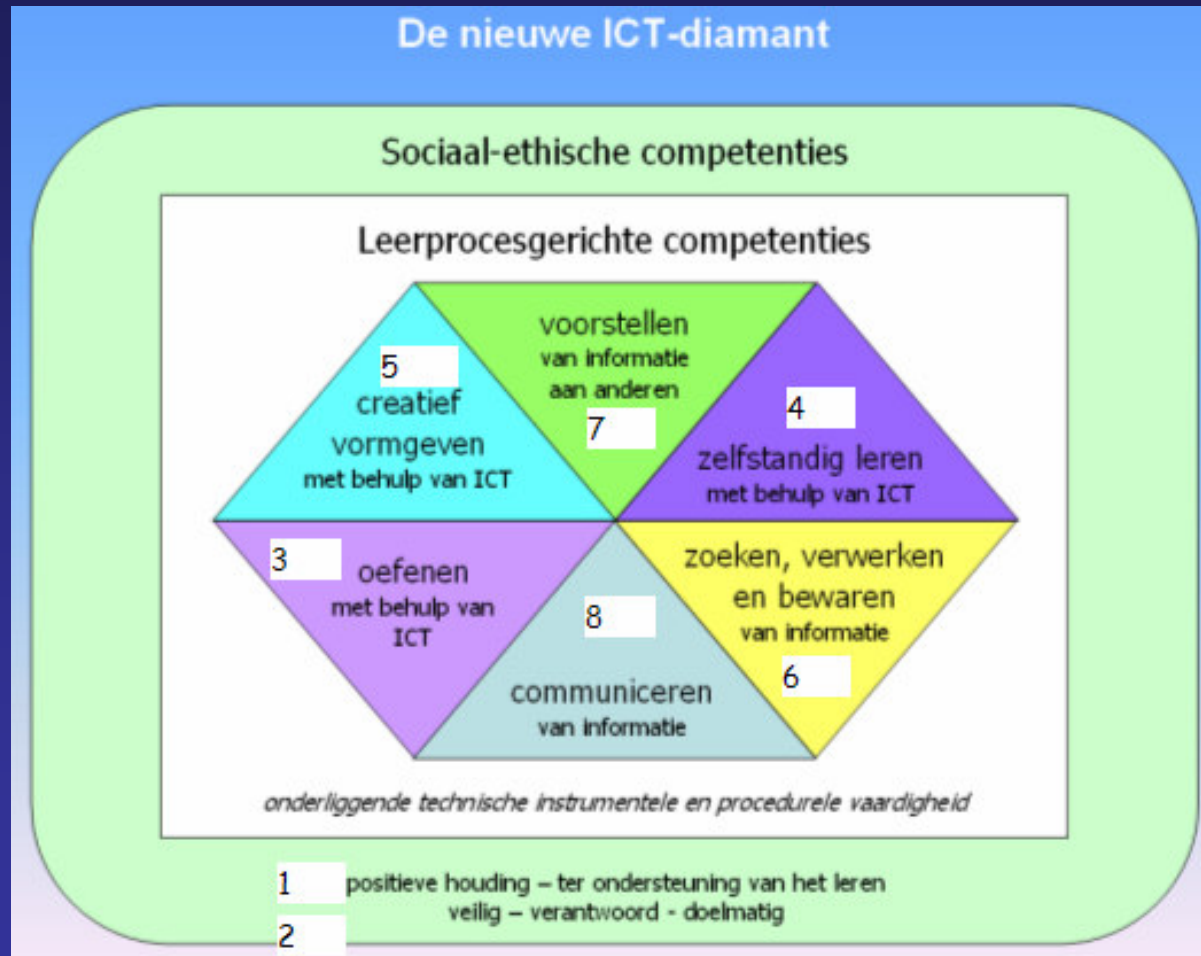 De nieuwe ICT-diamant
Sociaal-ethische competenties
Leerprocesgerichte competenties
5
creatief
vormgeven
met behulp van ICT
voorstellen
van informatie
aan anderen
7
4
zelfstandig leren
met behulp van ICT
3
oefenen
met behulp van
ICT
8
communiceren
van informatie
zoeken, verwerken
en bewaren
van informatie
6
onderliggende technische instrumentele en procedurele vaardigheid
1 positieve houding – ter ondersteuning van het leren
veilig – verantwoord - doelmatig
2